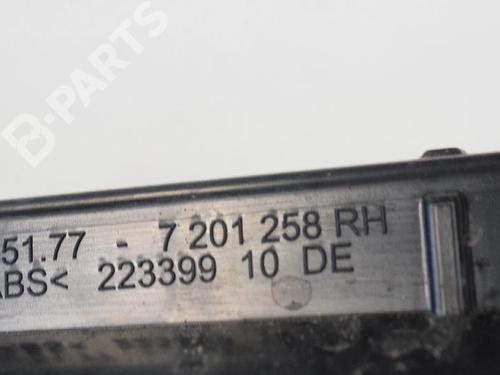 B-PARTS
51.77 - 7 201 258 RH
ABS< 223399 10 DE